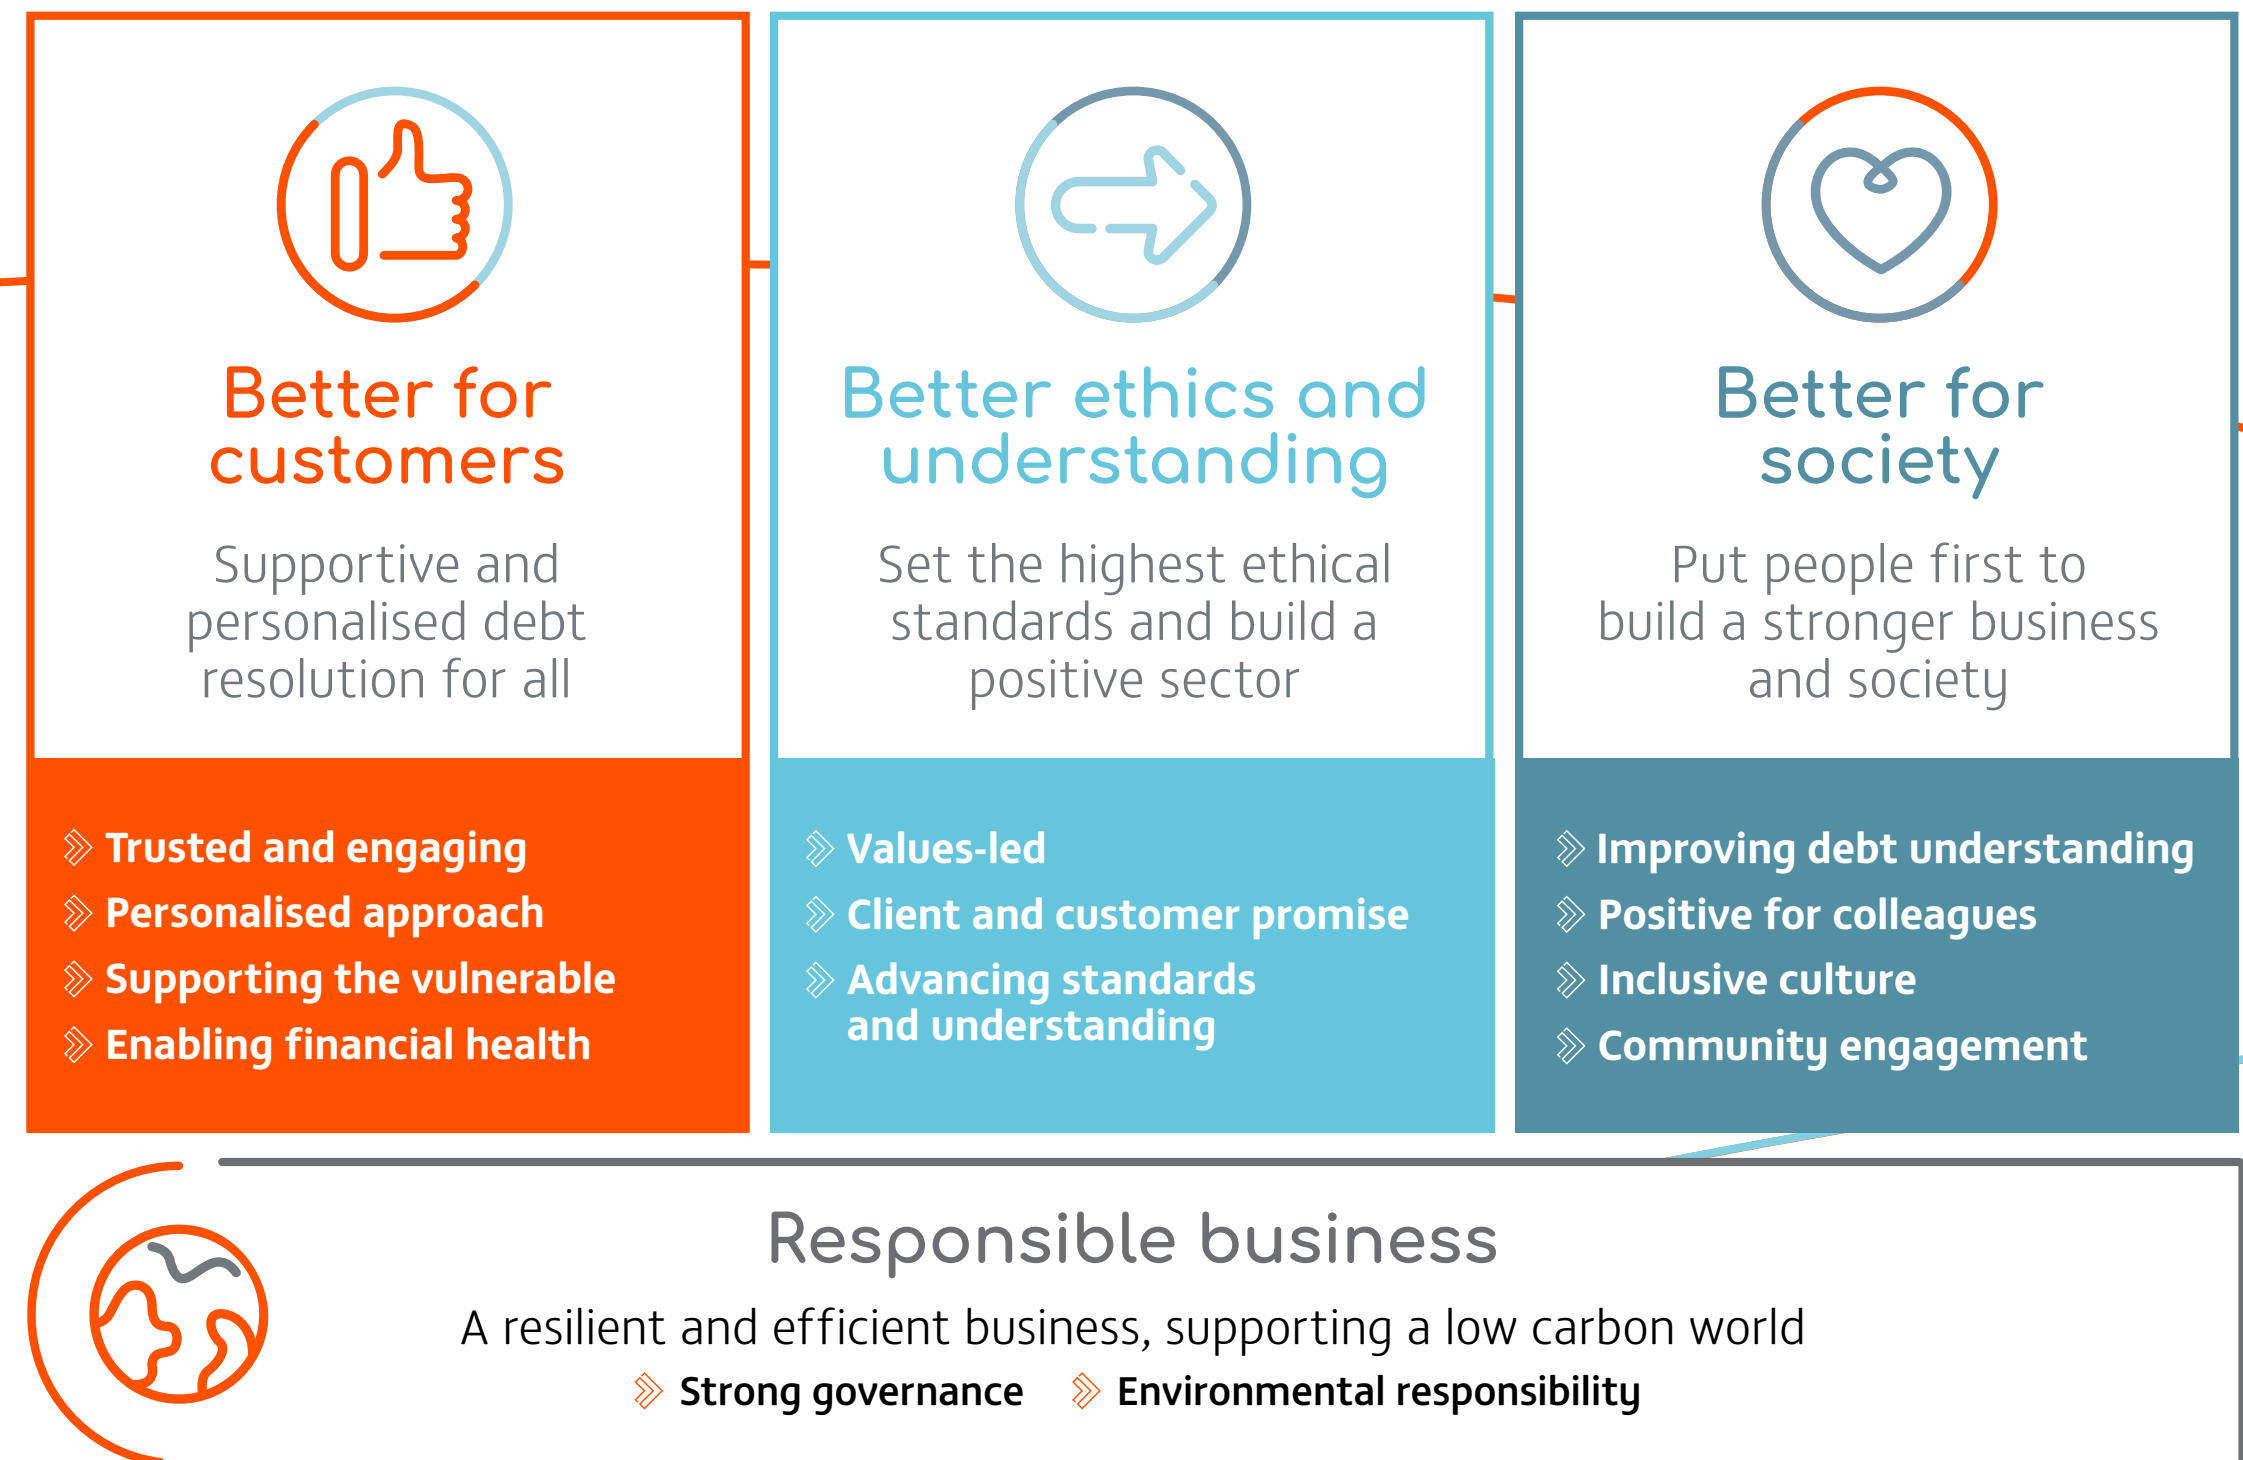 Better for
customers
Supportive and
personalised debt
resolution for all
Trusted and engaging
Personalised approach
Supporting the vulnerable
Enabling financial health
Better ethics and
understanding
Set the highest ethical
standards and build a
positive sector
Values-led
Client and customer promise
Advancing standards
and understanding
Better for
society
Put people first to
build a stronger business
and society
Improving debt understanding
Positive for colleagues
Inclusive culture
Community engagement
Responsible business
A resilient and efficient business, supporting a low carbon world
Strong governance Environmental responsibility